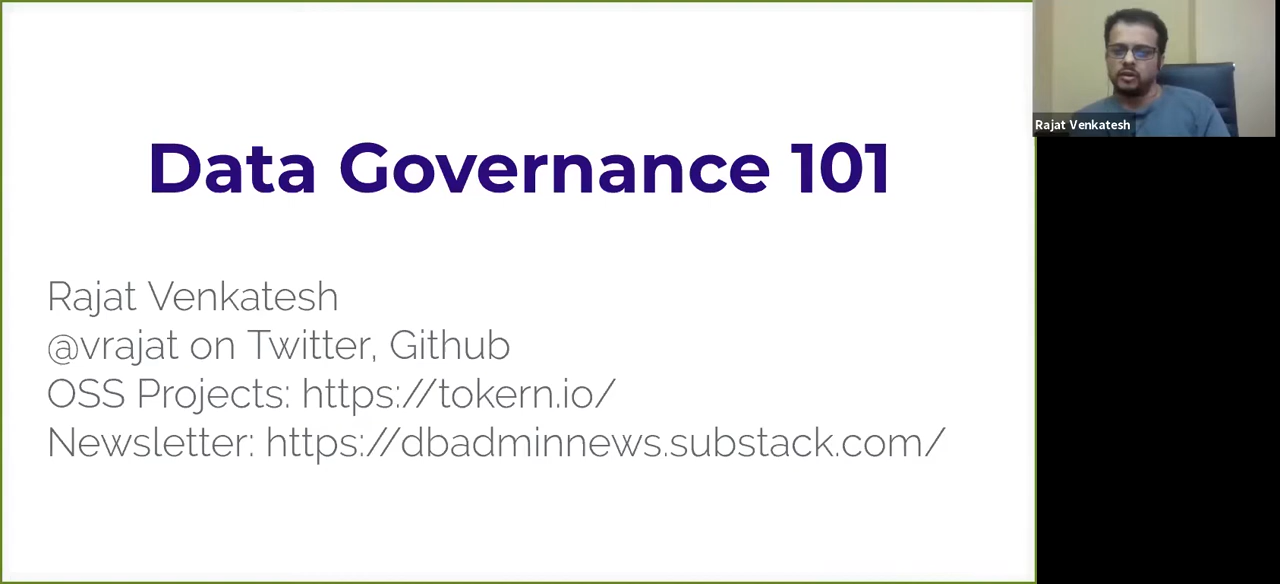 Data Governance 101
Rajat Venkatesh
@vrajat on Twitter, Github
OSS Projects: https://tokern.io/
Newsletter: https://dbadminnews.substack.com/
Rajat Venkatesh